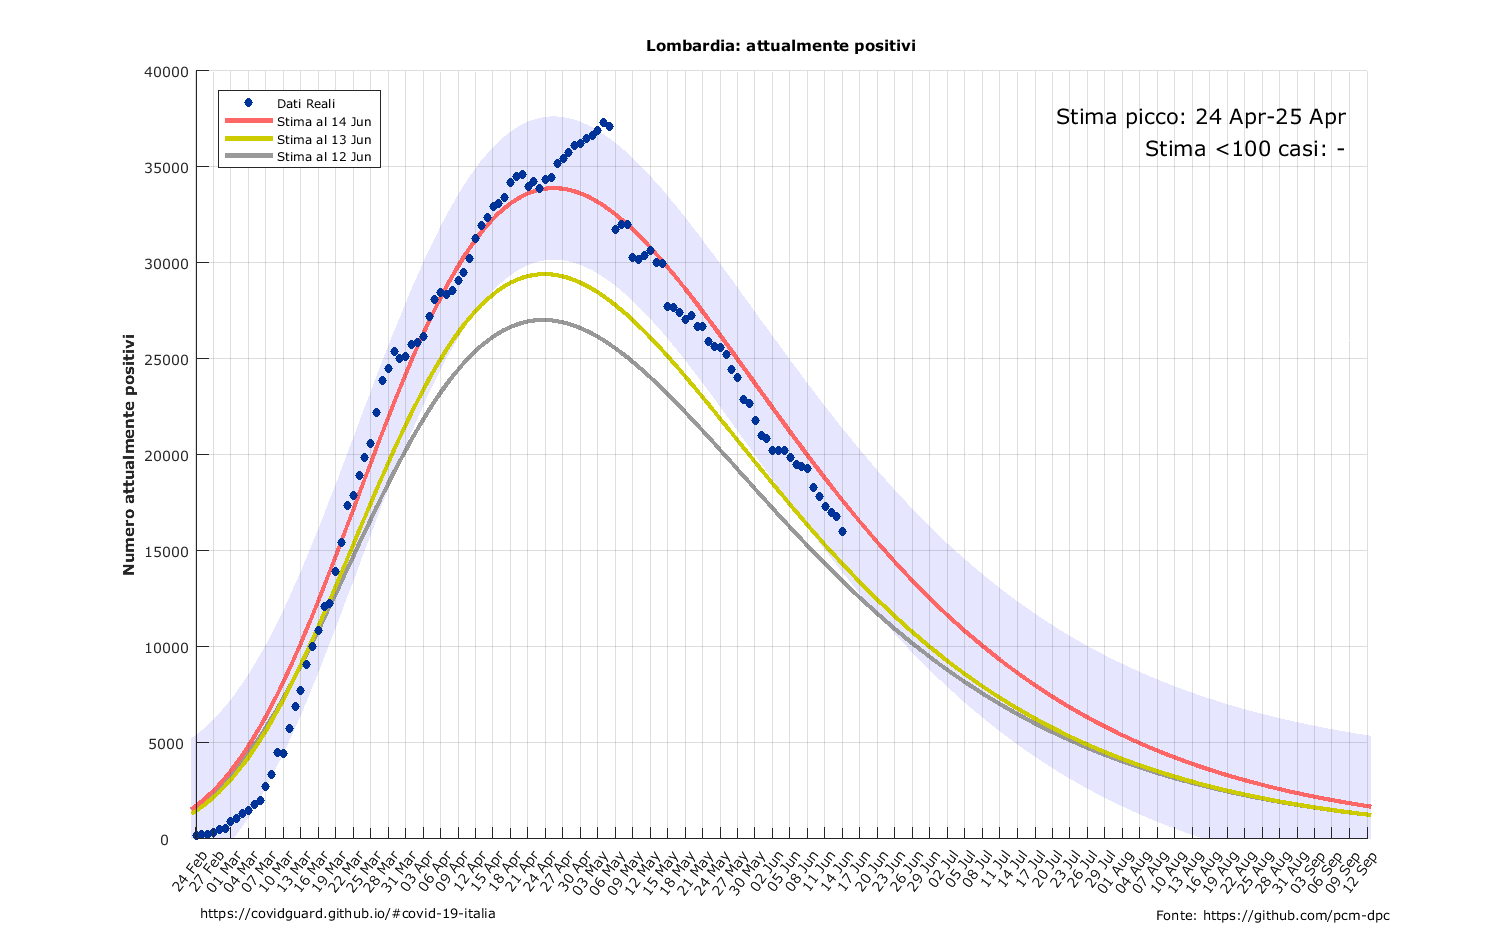 Lombardia: attualmente positivi
40000
35000
30000
25000
20000
15000
10000
5000
0
Numero attualmente positivi
Dati Reali
Stima al 14 Jun
Stima al 13 Jun
Stima al 12 Jun
Stima picco: 24 Apr-25 Apr
Stima <100 casi: -
24 Feb
27 Feb
01 Mar
04 Mar
07 Mar
10 Mar
13 Mar
16 Mar
19 Mar
22 Mar
25 Mar
28 Mar
31 Mar
03 Apr
06 Apr
09 Apr
12 Apr
15 Apr
18 Apr
21 Apr
24 Apr
27 Apr
30 Apr
03 May
06 May
09 May
12 May
15 May
18 May
21 May
24 May
27 May
30 May
02 Jun
05 Jun
08 Jun
11 Jun
14 Jun
17 Jun
20 Jun
23 Jun
26 Jun
29 Jun
02 Jul
05 Jul
08 Jul
11 Jul
14 Jul
17 Jul
20 Jul
23 Jul
26 Jul
29 Jul
01 Aug
04 Aug
07 Aug
10 Aug
13 Aug
16 Aug
19 Aug
22 Aug
25 Aug
28 Aug
31 Aug
03 Sep
06 Sep
09 Sep
12 Sep
https://covidguard.github.io/#covid-19-italia
Fonte: https://github.com/pcm-dpc